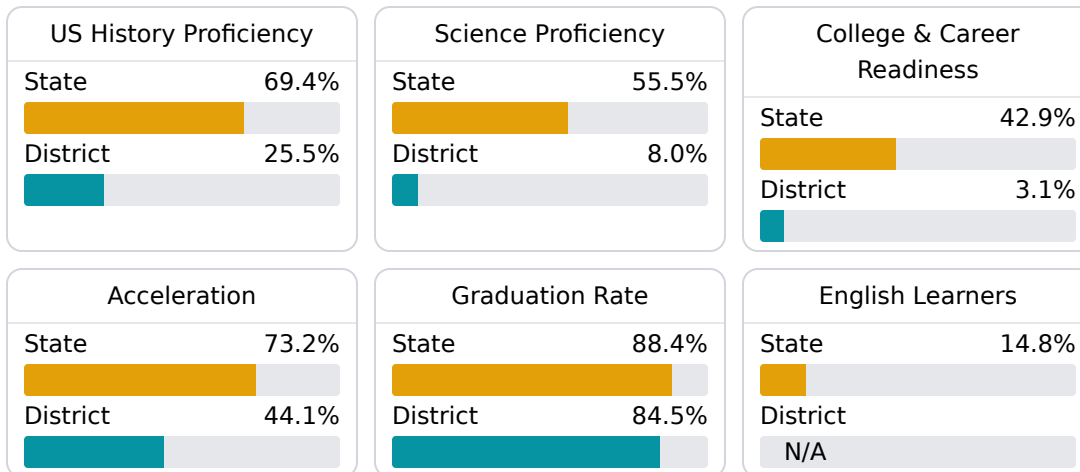 US History Proficiency
State 69.4%
District 25.5%
Science Proficiency
State 55.5%
District 8.0%
College & Career
Readiness
State 42.9%
District 3.1%
Acceleration
State 73.2%
District 44.1%
Graduation Rate
State 88.4%
District 84.5%
English Learners
State 14.8%
District
N/A